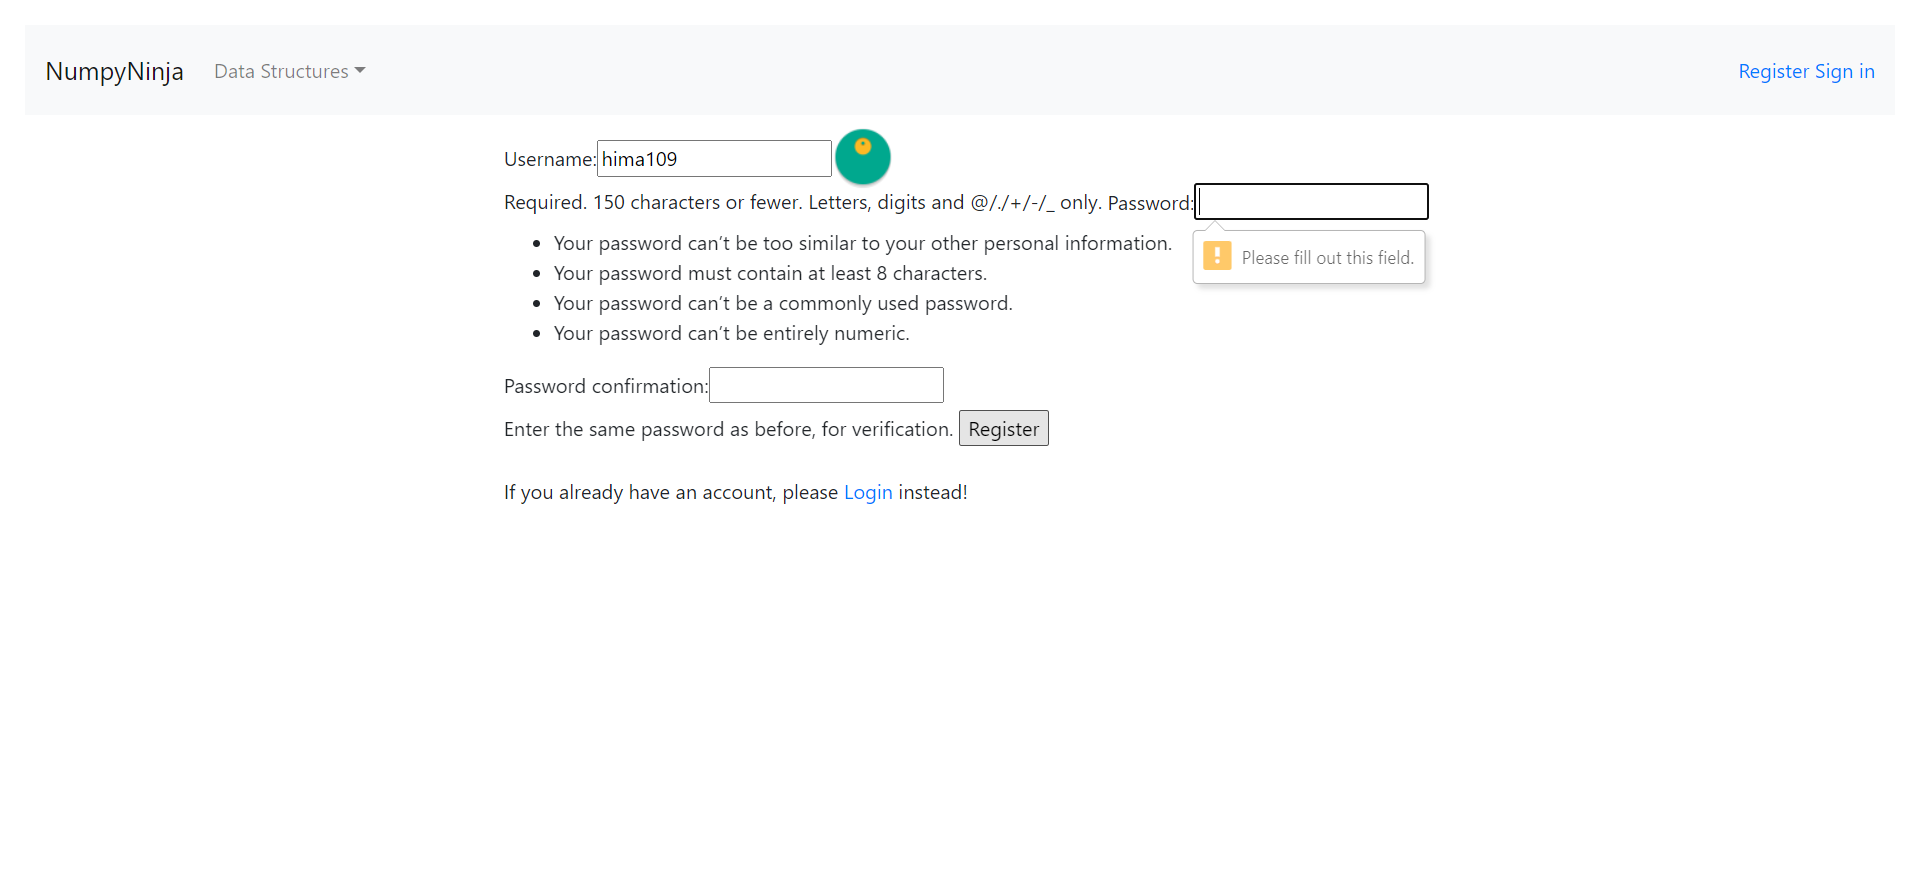 NumpyNinja Data Structures Register Sign in
Username: hima109
Required. 150 characters or fewer. Letters, digits and @/./+/-/_ only. Password:
Your password can’t be too similar to your other personal information.
Please fill out this field.
Your password must contain at least 8 characters.
Your password can’t be a commonly used password.
Your password can’t be entirely numeric.
Password confirmation:
Enter the same password as before, for verification. Register
If you already have an account, please Login instead!